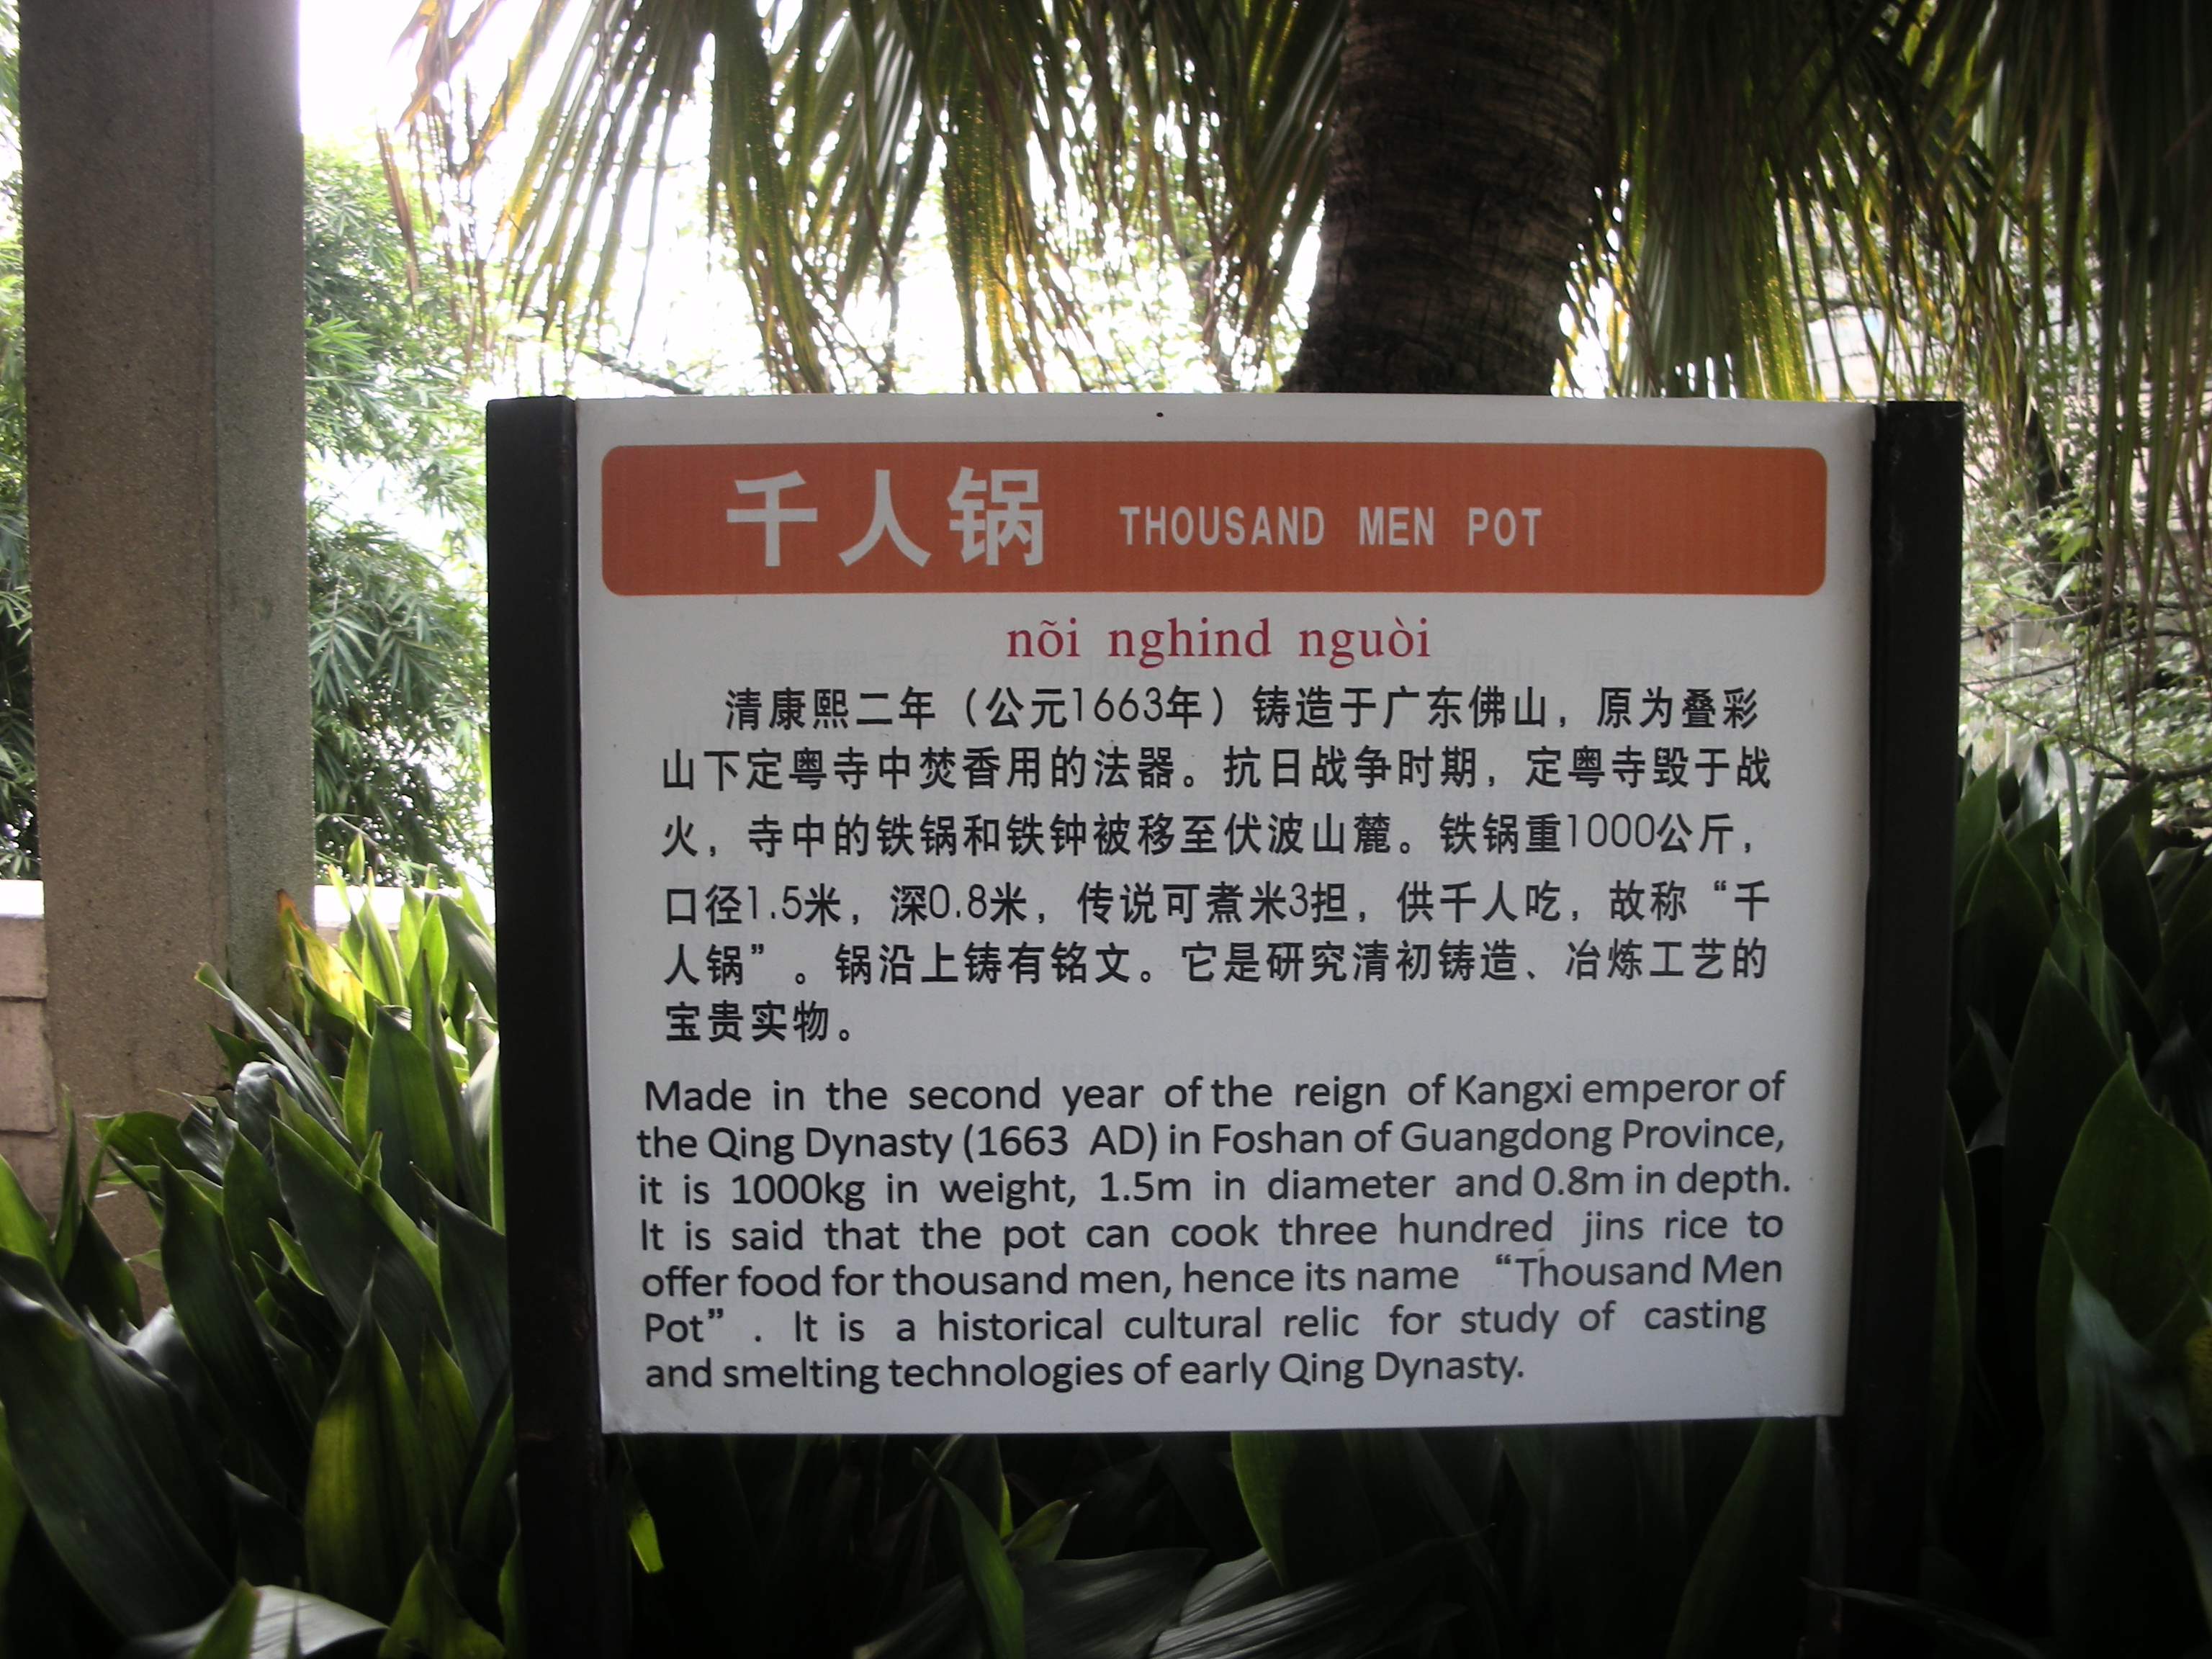 千人锅 THOUSAND MEN POT
nõi nghind nguòi
清康熙二年（公元1663年）铸造于广东佛山，原为叠彩
山下定粤寺中焚香用的法器。抗日战争时期，定粤寺毁于战
火，寺中的铁锅和铁钟被移至伏波山麓。铁锅重1000公斤，
口径1.5米，深0.8米，传说可煮米3担，供千人吃，故称“千
人锅”。锅沿上铸有铭文。它是研究清初铸造、冶炼工艺的
宝贵实物。
Made in the second year of the reign of Kangxi emperor of
the Qing Dynasty (1663 AD) in Foshan of Guangdong Province,
it is 1000kg in weight, 1.5m in diameter and 0.8m in depth.
It is said that the pot can cook three hundred jins rice to
offer food for thousand men, hence its name “Thousand Men
Pot”. It is a historical cultural relic for study of casting
and smelting technologies of early Qing Dynasty.